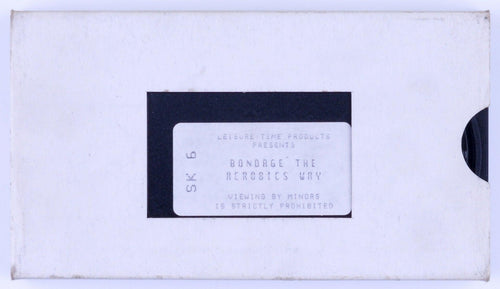 LEISURE TIME PRODUCTS
PRESENTS
BONDAGE THE
AEROBICS WAY
VIEWING BY MINORS
IS STRICTLY PROHIBITED
SK 6